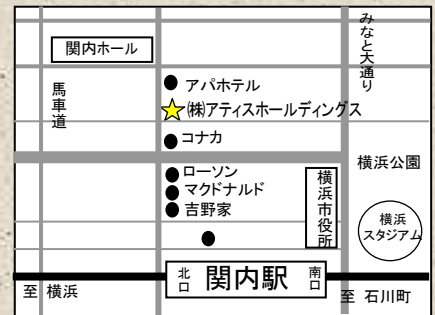 関内ホール
みなと大通り
馬車道
アパホテル
㈱アティスホールディングス
コナカ
横浜公園
ローソン
マクドナルド
吉野家
横浜市役所
横浜
スタジアム
北口
関内駅
南口
至 横浜
至 石川町